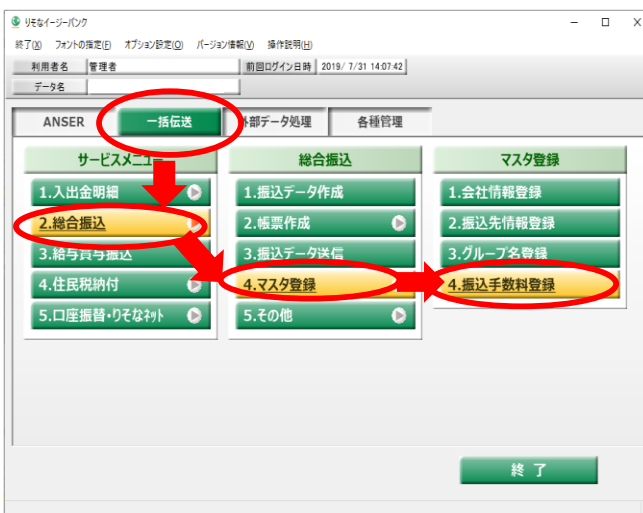 りそなイージーバンク
終了(X) フォントの指定(F) オプション設定(O) バージョン情報(V) 操作説明(H)
利用者名 管理者 前回ログイン日時 2019/ 7/31 14:07:42
データ名
ANSER 一括伝送 外部データ処理 各種管理
サービスメニュー 総合振込 マスタ登録
1.入出金明細 1.振込データ作成 1.会社情報登録
2.総合振込 2.帳票作成 2.振込先情報登録
3.給与賞与振込 3.振込データ送信 3.グループ名登録
4.住民税納付 4.マスタ登録 4.振込手数料登録
5.口座振替・りそなネット 5.その他
終 了